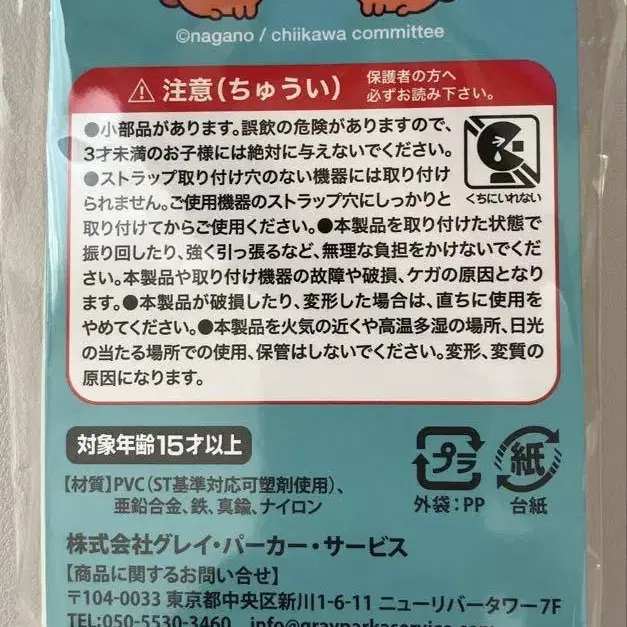 ©nagano / chiikawa committee
注意(ちゅうい)
保護者の方へ
必ずお読み下さい。
●小部品があります。誤飲の危険がありますので、
3才未満のお子様には絶対に与えないでください。
●ストラップ取り付け穴のない機器には取り付け
られません。ご使用機器のストラップ穴にしっかりと
取り付けてからご使用ください。●本製品を取り付けた状態で
振り回したり、強く引っ張るなど、無理な負担をかけないでくだ
さい。本製品や取り付け機器の故障や破損、ケガの原因となり
ます。●本製品が破損したり、変形した場合は、直ちに使用を
やめてください。●本製品を火気の近くや高温多湿の場所、日光
の当たる場所での使用、保管はしないでください。変形、変質の
原因になります。
くちにいれない
対象年齢15才以上
【材質】PVC(ST基準対応可塑剤使用)、
亜鉛合金、鉄、真鍮、ナイロン
プラ
外袋:PP
紙
台紙
株式会社グレイ・パーカー・サービス
【商品に関するお問い合せ】
〒104-0033 東京都中央区新川1-6-11 ニューリバータワー7F
TEL:050-5530-3460 info@grayparkaservice.com